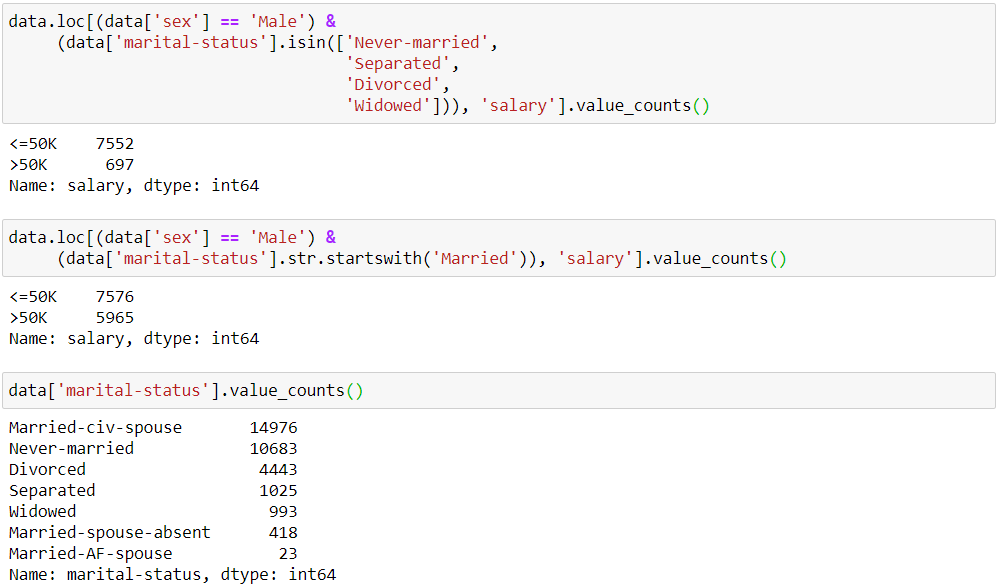 data.loc[(data['sex'] == 'Male') &
     (data['marital-status'].isin(['Never-married',
                                   'Separated',
                                   'Divorced',
                                   'Widowed'])), 'salary'].value_counts()
<=50K    7552
>50K      697
Name: salary, dtype: int64
data.loc[(data['sex'] == 'Male') &
     (data['marital-status'].str.startswith('Married')), 'salary'].value_counts()
<=50K    7576
>50K     5965
Name: salary, dtype: int64
data['marital-status'].value_counts()
Married-civ-spouse       14976
Never-married            10683
Divorced                  4443
Separated                 1025
Widowed                    993
Married-spouse-absent      418
Married-AF-spouse           23
Name: marital-status, dtype: int64